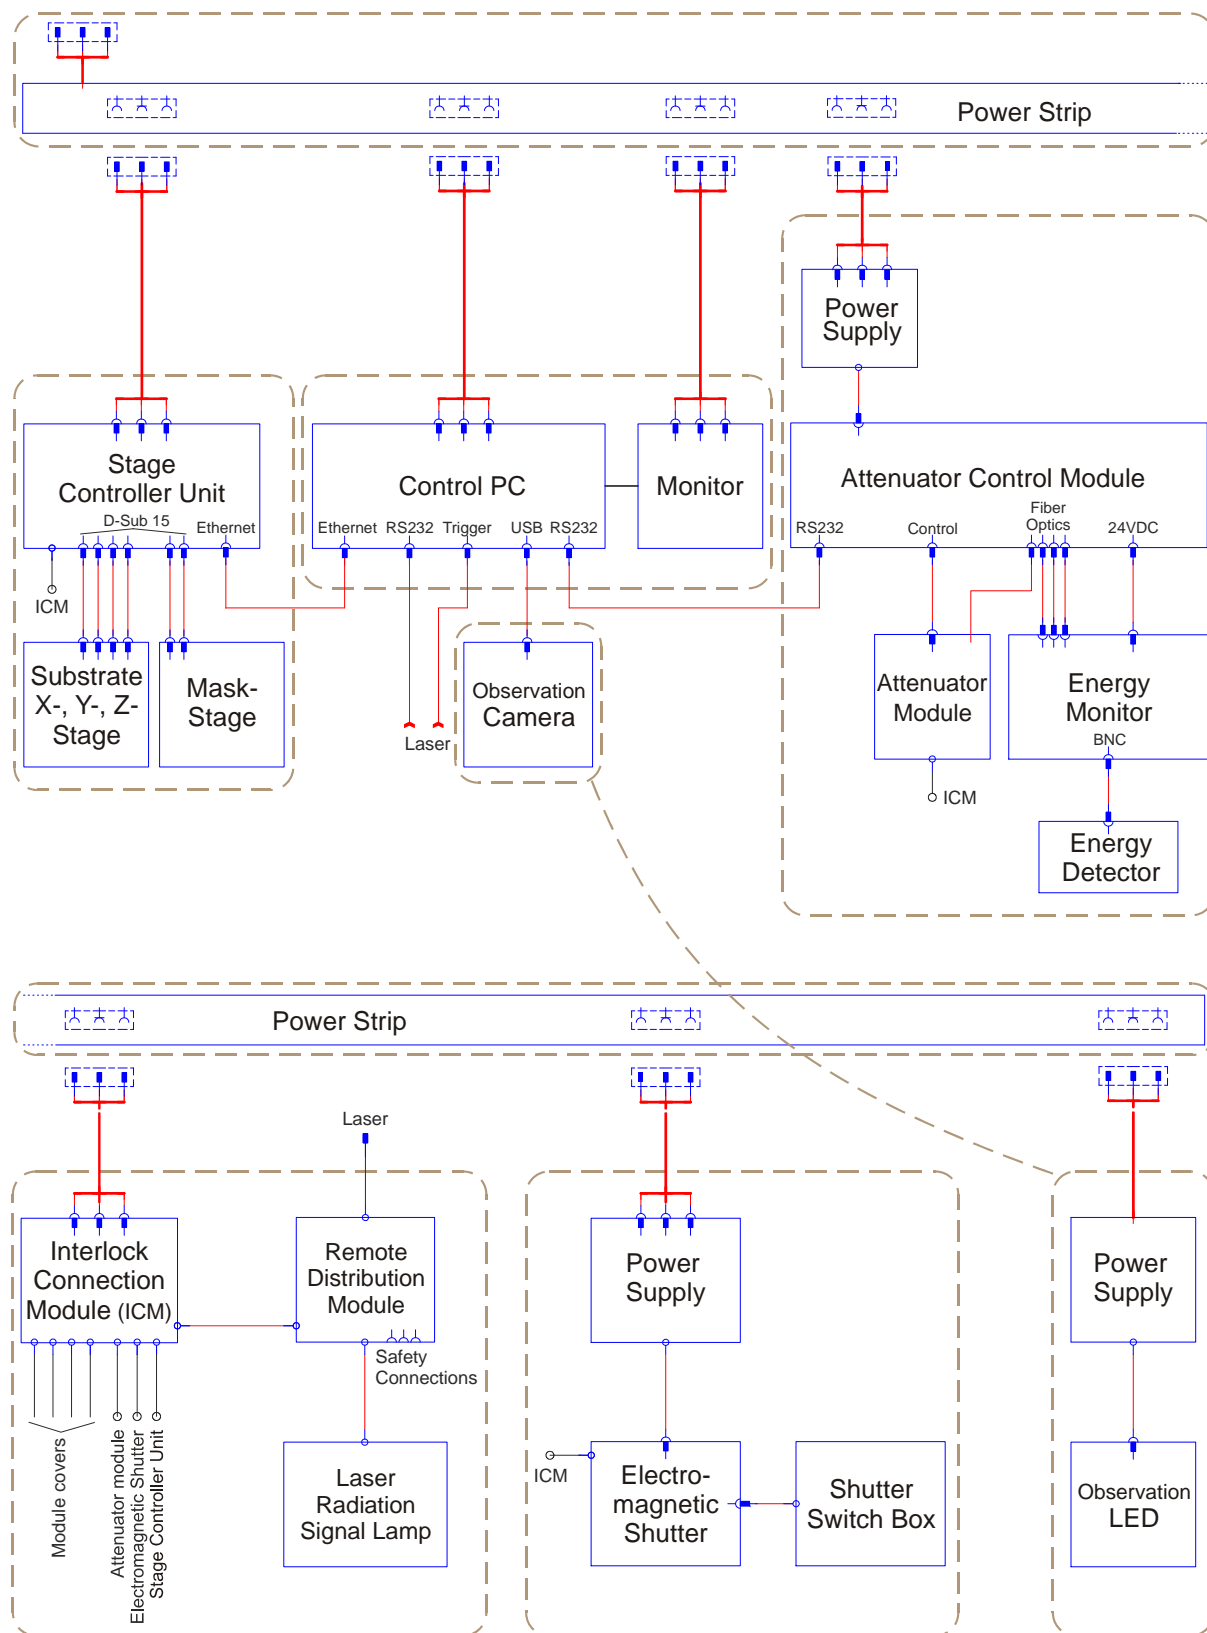 Power Strip
Power
Supply
Stage
Controller Unit
D-Sub 15
Ethernet
ICM
Substrate
X-, Y-, Z-
Stage
Mask-
Stage
Control PC
Ethernet
RS232
Trigger
USB
RS232
Monitor
Laser
Observation
Camera
Attenuator Control Module
RS232
Control
Fiber
Optics
24VDC
Attenuator
Module
ICM
Energy
Monitor
BNC
Energy
Detector
Power Strip
Laser
Interlock
Connection
Module (ICM)
Remote
Distribution
Module
Safety
Connections
Module covers
Attenuator module
Electromagnetic Shutter
Stage Controller Unit
Laser
Radiation
Signal Lamp
Power
Supply
ICM
Electro-
magnetic
Shutter
Shutter
Switch Box
Power
Supply
Observation
LED